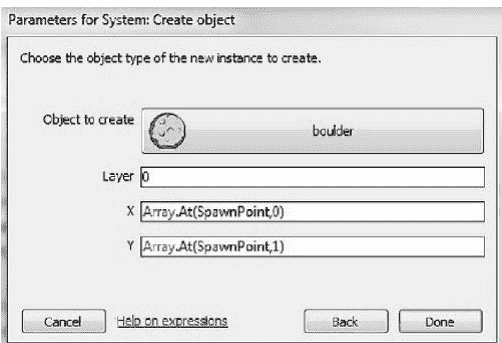 Parameters for System: Create object
Choose the object type of the new instance to create.
Object to create boulder
Layer 0
X Array.At(SpawnPoint,0)
Y Array.At(SpawnPoint,1)
Cancel Help on expressions Back Done